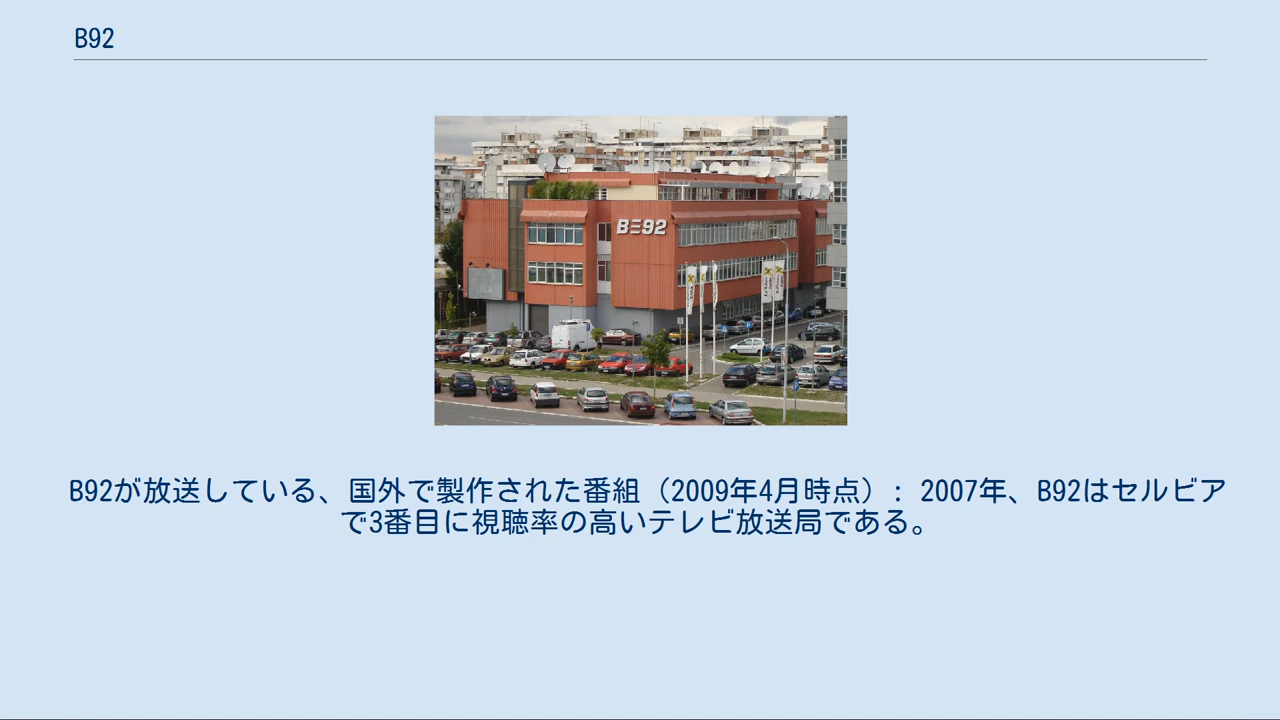 B92
B≡92
B92が放送している、国外で製作された番組（2009年4月時点）: 2007年、B92はセルビア
で3番目に視聴率の高いテレビ放送局である。